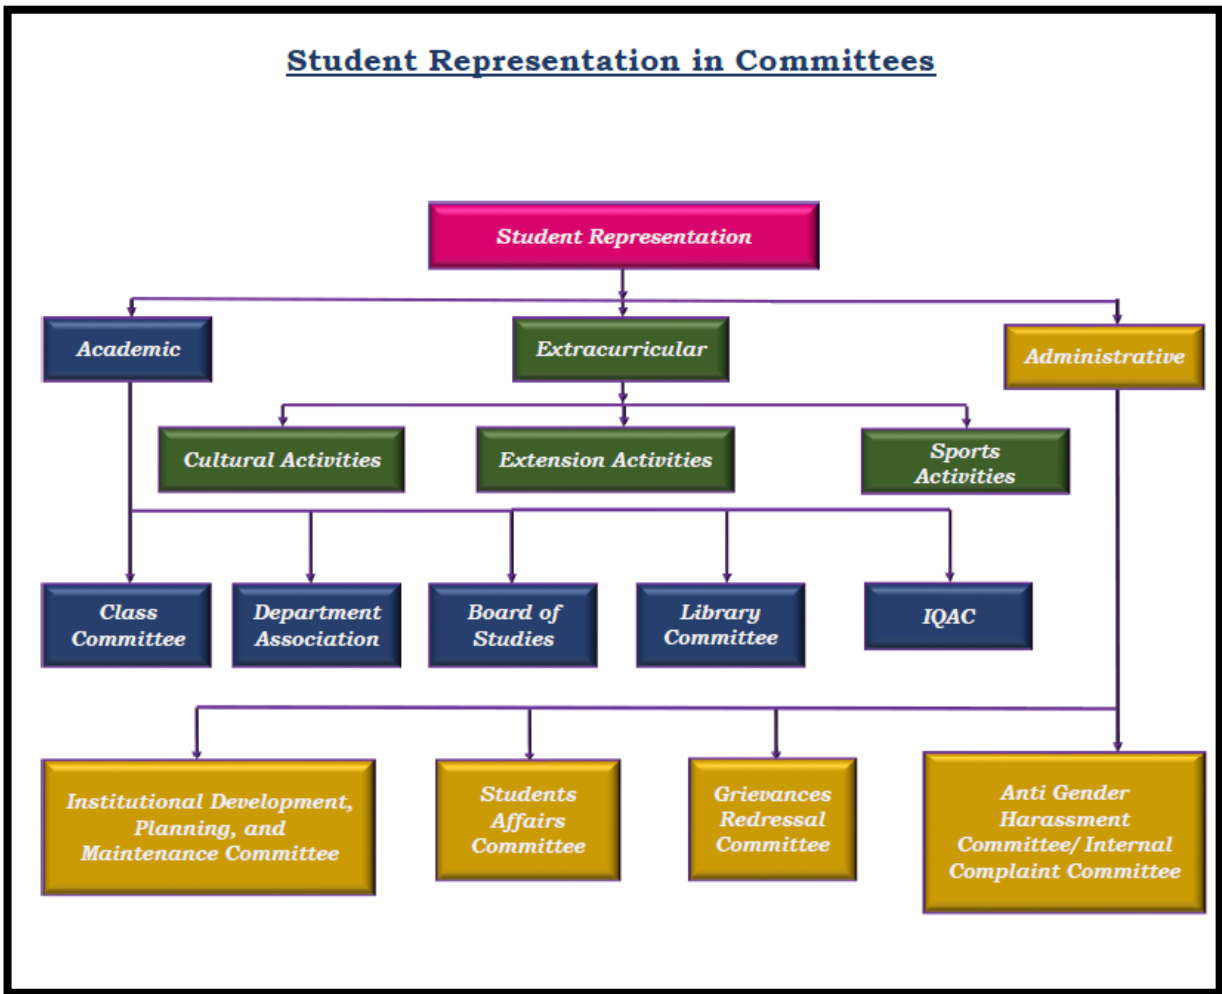 Student Representation in Committees
Student Representation
Academic
Extracurricular
Administrative
Cultural Activities
Extension Activities
Sports
Activities
Class
Committee
Department
Association
Board of
Studies
Library
Committee
IQAC
Institutional Development,
Planning, and
Maintenance Committee
Students
Affairs
Committee
Grievances
Redressal
Committee
Anti Gender
Harassment
Committee/ Internal
Complaint Committee